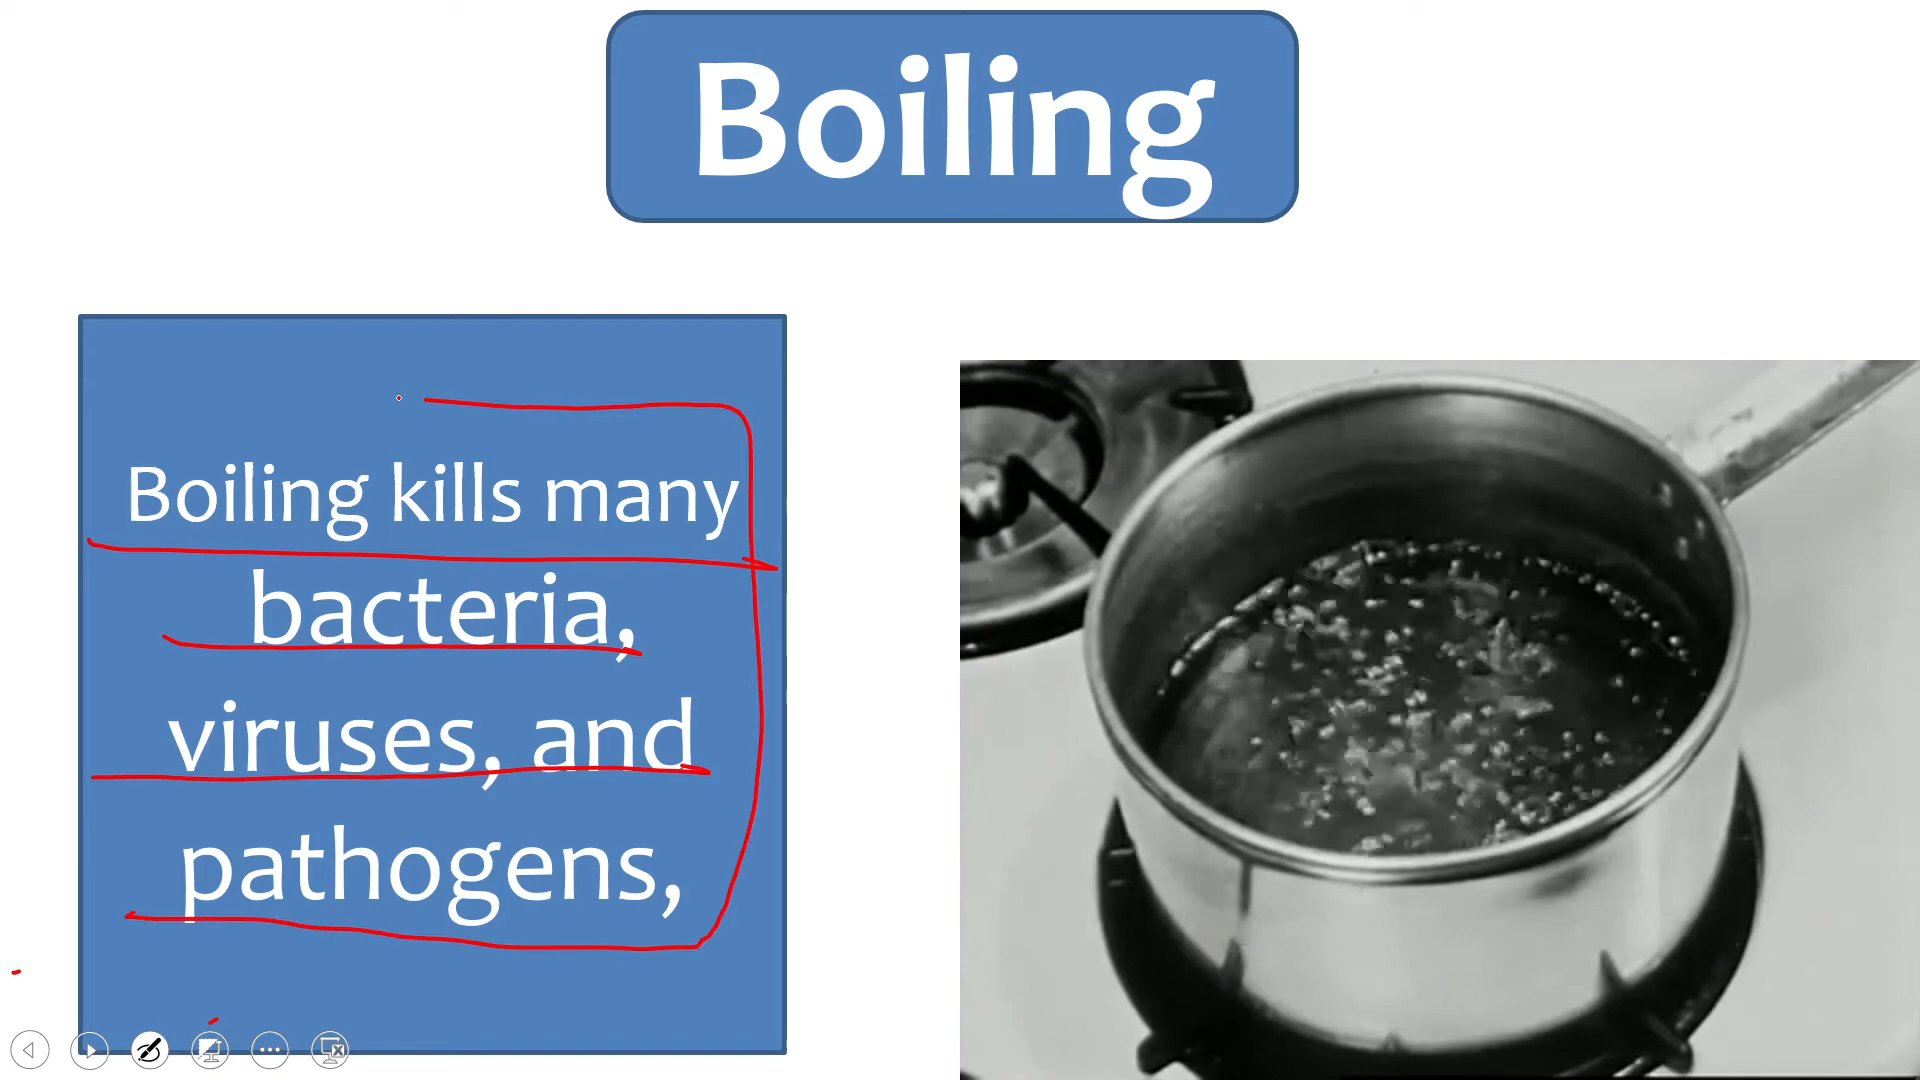 Boiling
Boiling kills many
bacteria,
viruses, and
pathogens,